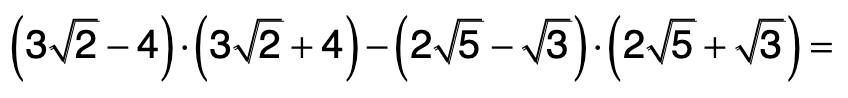 (3√2 − 4)·(3√2 + 4) − (2√5 − √3)·(2√5 + √3) =